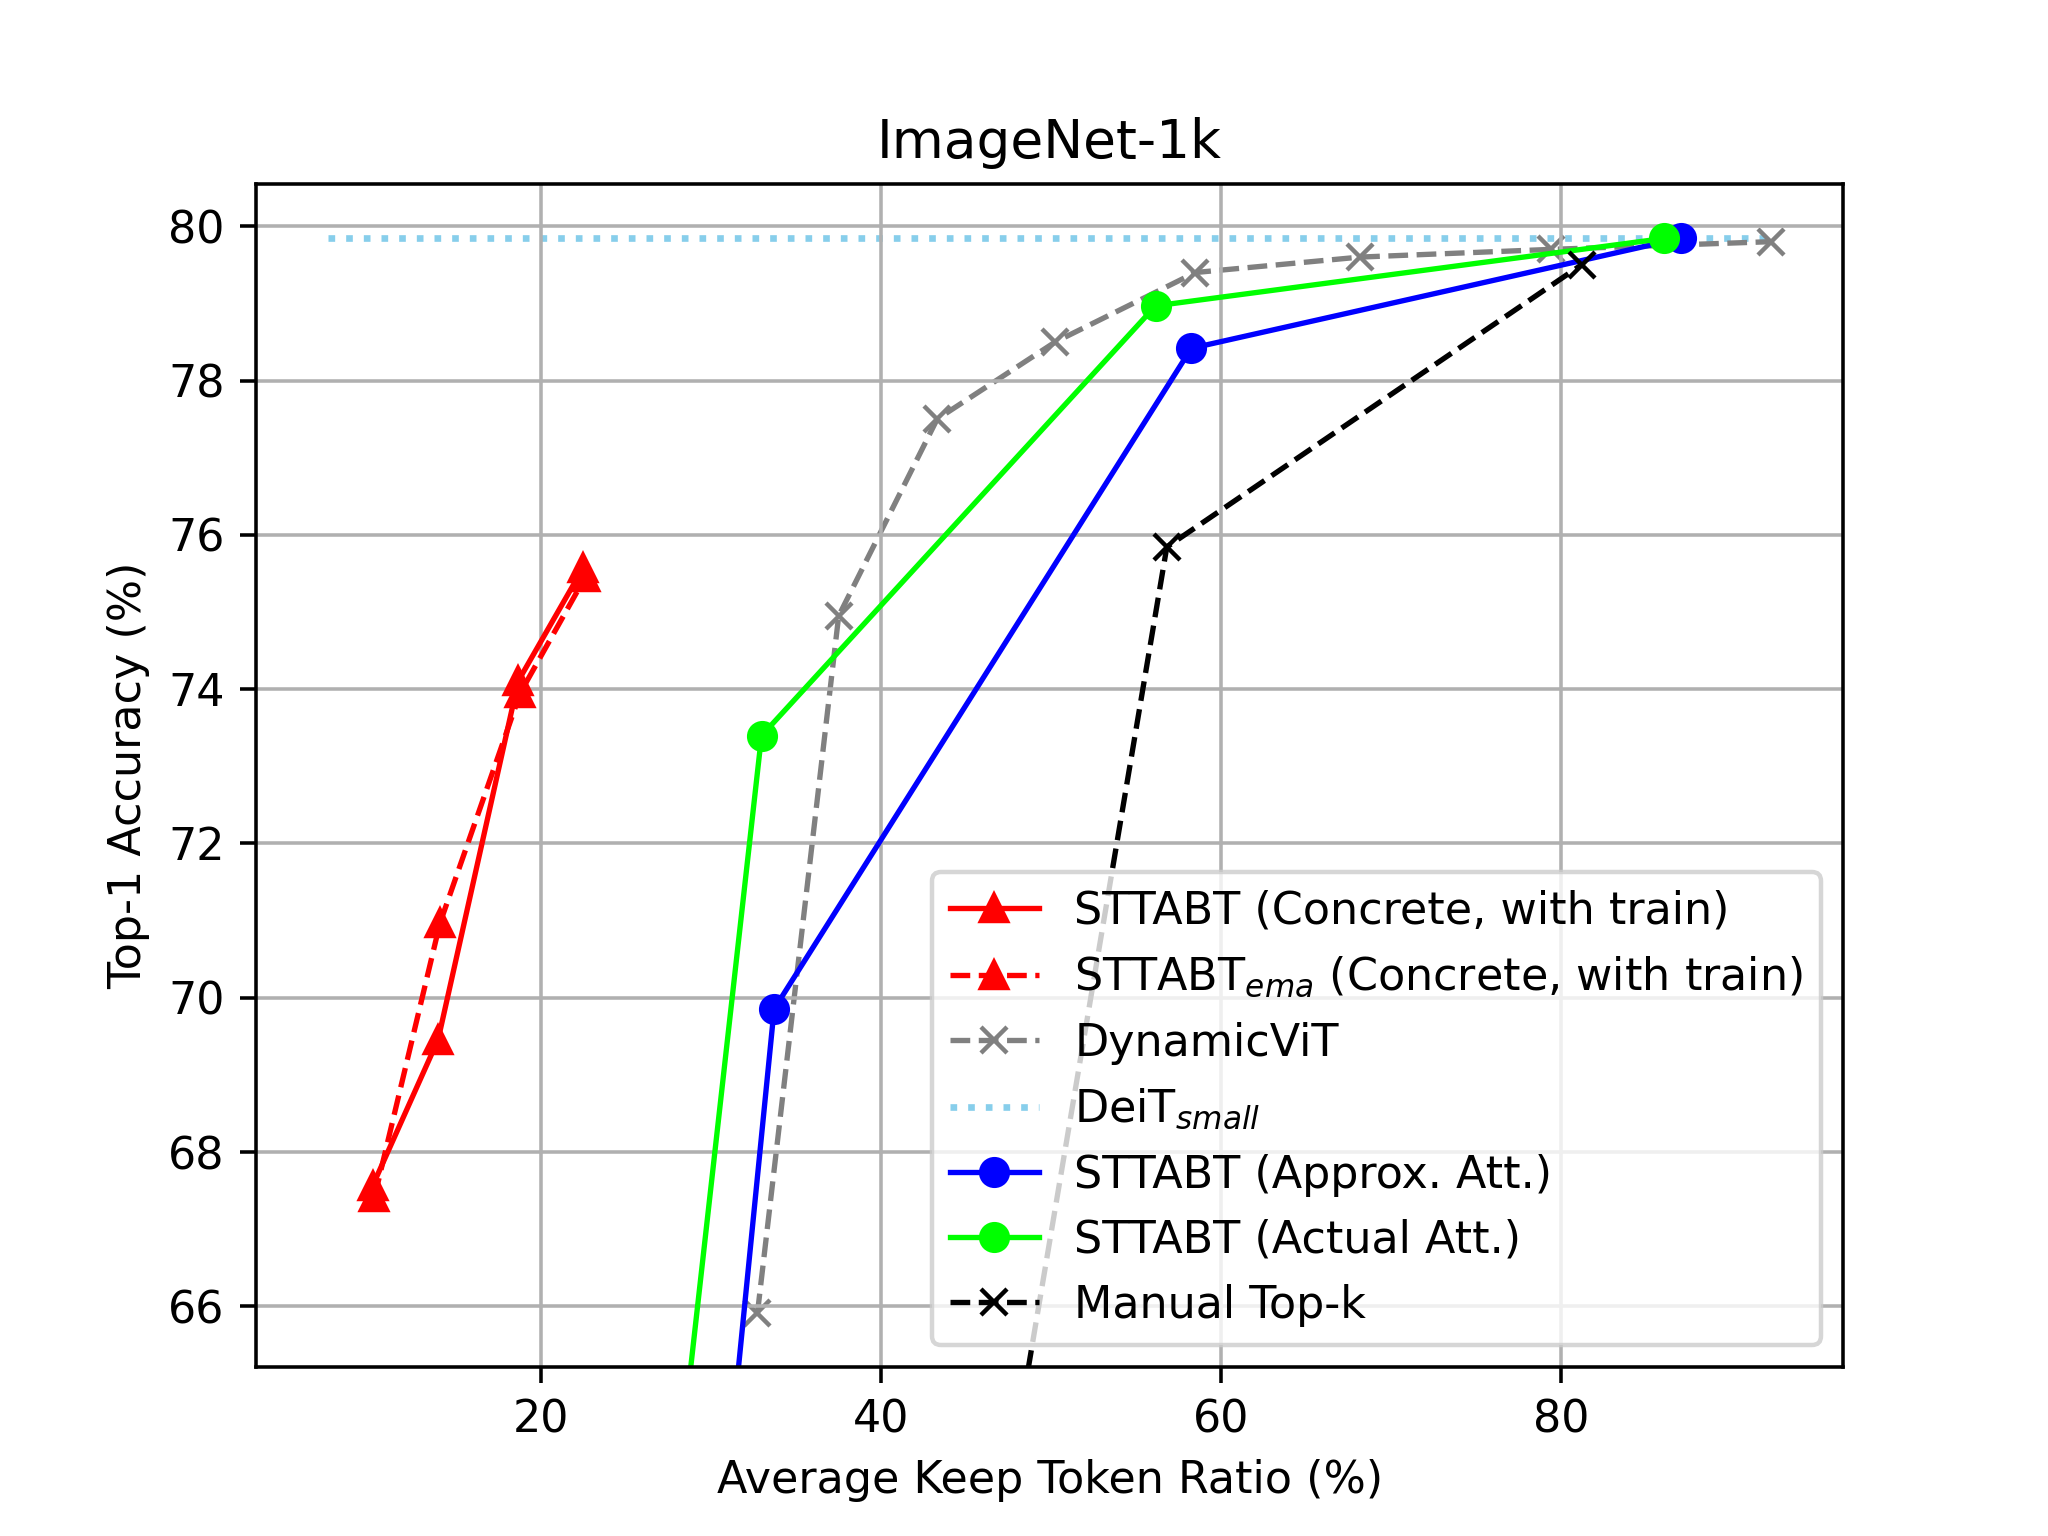 ImageNet-1k
80
78
76
74
72
70
68
66
Top-1 Accuracy (%)
STTABT (Concrete, with train)
STTABTema (Concrete, with train)
DynamicViT
DeiTsmall
STTABT (Approx. Att.)
STTABT (Actual Att.)
Manual Top-k
20 40 60 80
Average Keep Token Ratio (%)